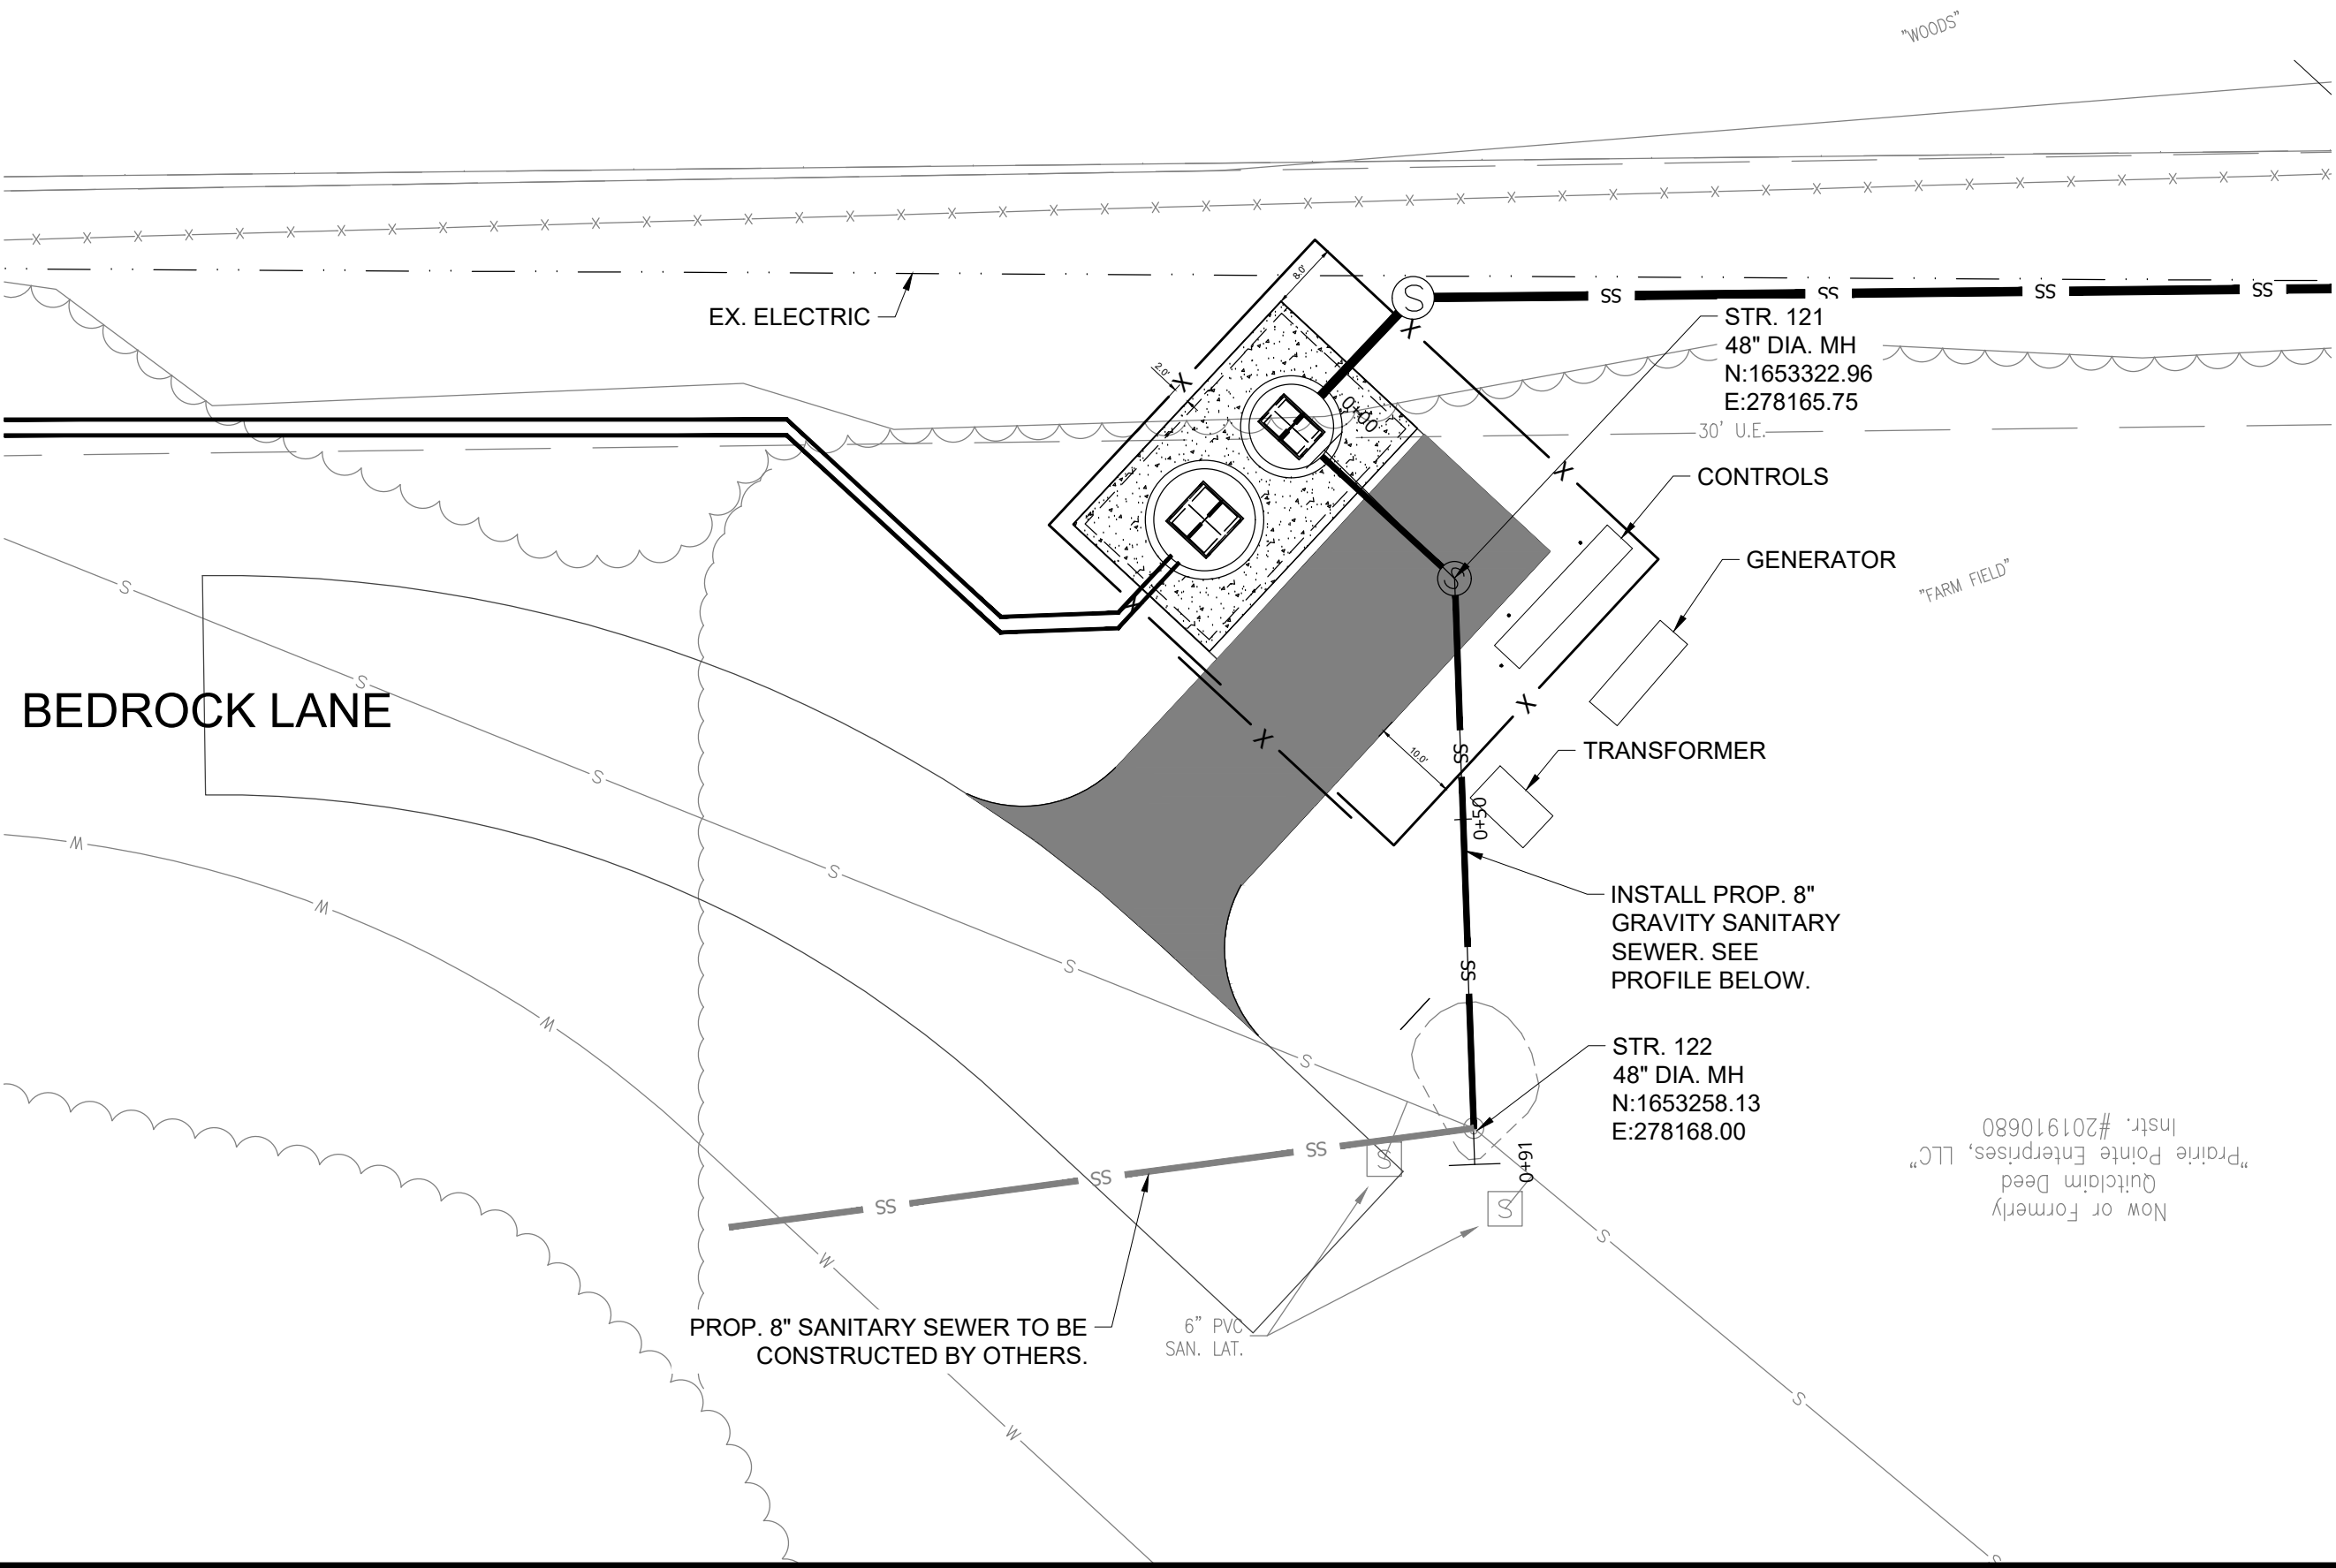 "WOODS"
8.0'
EX. ELECTRIC
S
SS
SS
SS
SS
STR. 121
48" DIA. MH
N:1653322.96
E:278165.75
2.0'
0+00
30' U.E.
CONTROLS
GENERATOR
"FARM FIELD"
S
BEDROCK LANE
SS
10.0'
TRANSFORMER
0+50
INSTALL PROP. 8"
GRAVITY SANITARY
SEWER. SEE
PROFILE BELOW.
SS
STR. 122
48" DIA. MH
N:1653258.13
E:278168.00
0+91
SS
SS
SS
S
S
Now or Formerly
Quitclaim Deed
"Prairie Pointe Enterprises, LLC"
Instr. #201910680
PROP. 8" SANITARY SEWER TO BE
CONSTRUCTED BY OTHERS.
6" PVC
SAN. LAT.